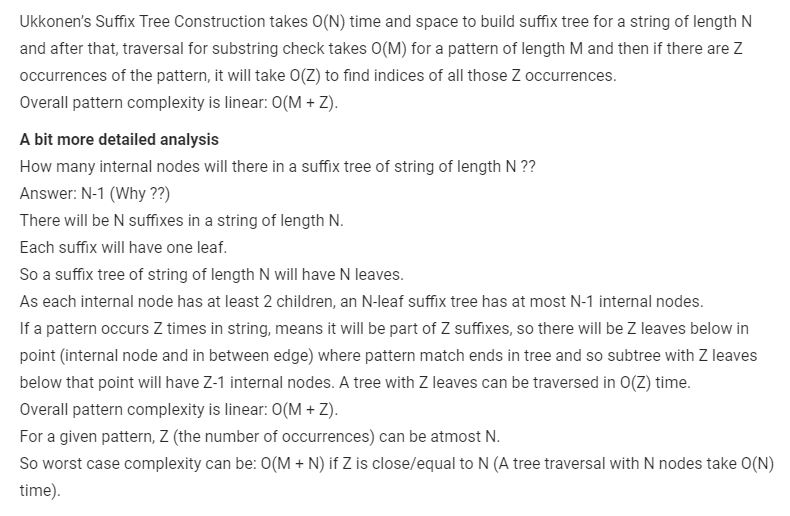 Ukkonen's Suffix Tree Construction takes O(N) time and space to build suffix tree for a string of length N
and after that, traversal for substring check takes O(M) for a pattern of length M and then if there are Z
occurrences of the pattern, it will take O(Z) to find indices of all those Z occurrences.
Overall pattern complexity is linear: O(M + Z).
A bit more detailed analysis
How many internal nodes will there in a suffix tree of string of length N ??
Answer: N-1 (Why ??)
There will be N suffixes in a string of length N.
Each suffix will have one leaf.
So a suffix tree of string of length N will have N leaves.
As each internal node has at least 2 children, an N-leaf suffix tree has at most N-1 internal nodes.
If a pattern occurs Z times in string, means it will be part of Z suffixes, so there will be Z leaves below in
point (internal node and in between edge) where pattern match ends in tree and so subtree with Z leaves
below that point will have Z-1 internal nodes. A tree with Z leaves can be traversed in O(Z) time.
Overall pattern complexity is linear: O(M + Z).
For a given pattern, Z (the number of occurrences) can be atmost N.
So worst case complexity can be: O(M + N) if Z is close/equal to N (A tree traversal with N nodes take O(N)
time).